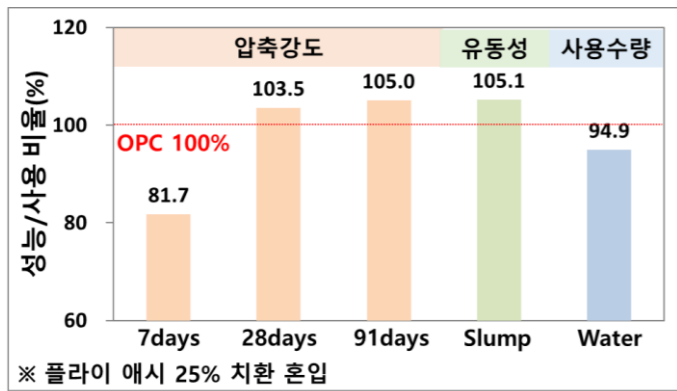 성능/사용 비율(%)
120
100
80
60
압축강도 유동성 사용수량
OPC 100%
81.7
103.5
105.0
105.1
94.9
7days 28days 91days Slump Water
※ 플라이 애시 25% 치환 혼입